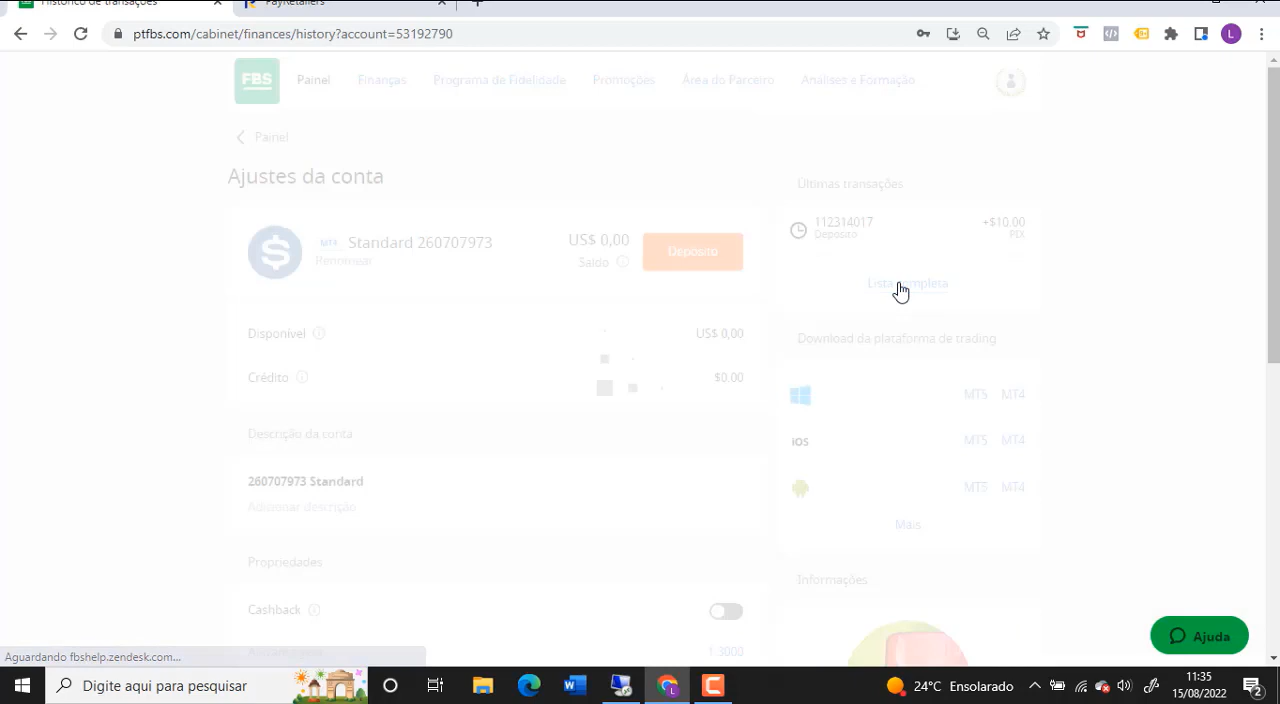 Histórico de transações
PayRetailers
ptfbs.com/cabinet/finances/history?account=53192790
L
FBS
Painel
Finanças
Programa de Fidelidade
Promoções
Área do Parceiro
Análises e Formação
Painel
Ajustes da conta
MT4 Standard 260707973
Renomear
US$ 0,00
Saldo
Depósito
Disponível
US$ 0,00
Crédito
$0.00
Descrição da conta
260707973 Standard
Adicionar descrição
Propriedades
Cashback
1:3000
Últimas transações
112314017
+$10.00
Depósito
PIX
Lista completa
Download da plataforma de trading
MT5 MT4
iOS
MT5 MT4
MT5 MT4
Mais
Informações
Ajuda
Aguardando fbshelp.zendesk.com...
Digite aqui para pesquisar
24°C Ensolarado
11:35
15/08/2022
2